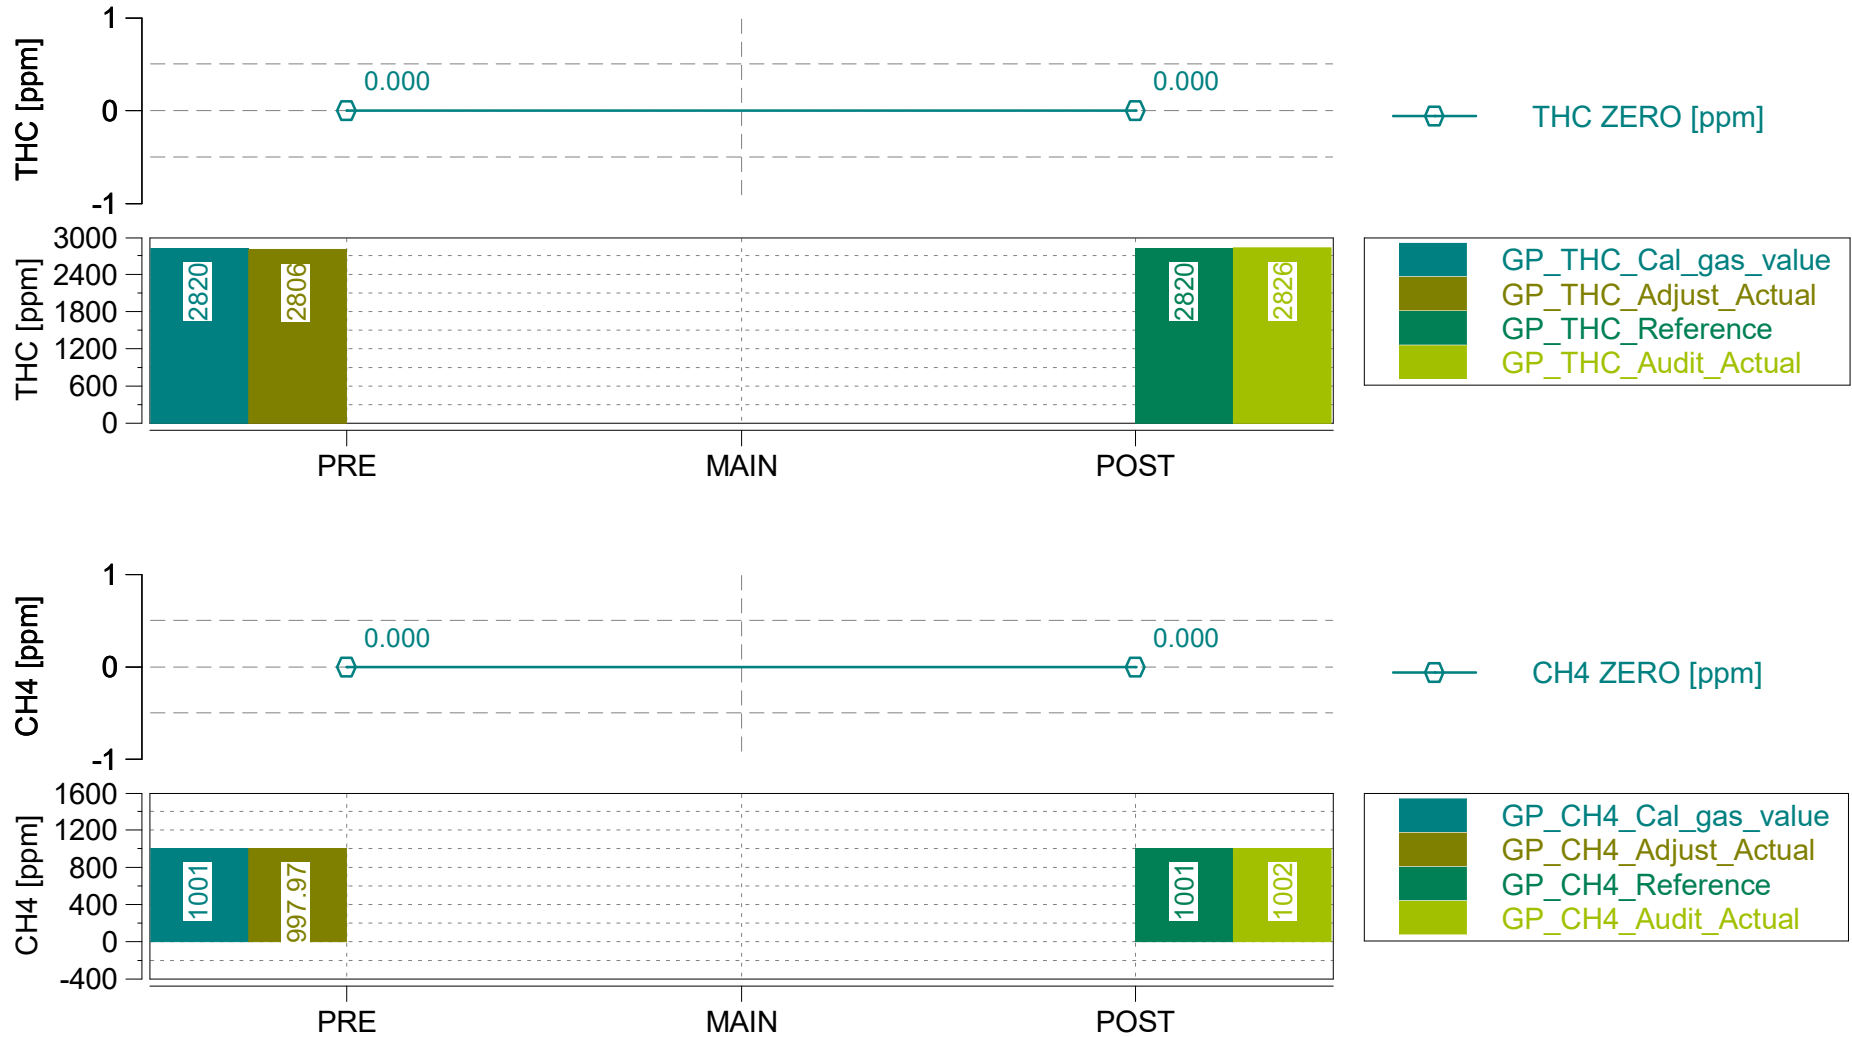 THC [ppm]
1
0
-1
0.000
0.000
THC ZERO [ppm]
THC [ppm]
3000
2400
1800
1200
600
0
2820
2806
2820
2826
GP_THC_Cal_gas_value
GP_THC_Adjust_Actual
GP_THC_Reference
GP_THC_Audit_Actual
PRE
MAIN
POST
CH4 [ppm]
1
0
-1
0.000
0.000
CH4 ZERO [ppm]
CH4 [ppm]
1600
1200
800
400
0
-400
1001
997.97
1001
1002
GP_CH4_Cal_gas_value
GP_CH4_Adjust_Actual
GP_CH4_Reference
GP_CH4_Audit_Actual
PRE
MAIN
POST